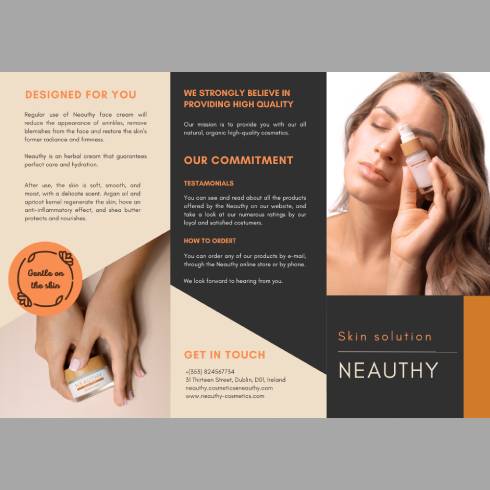 DESIGNED FOR YOU
Regular use of Neauthy face cream will
reduce the appearance of wrinkles, remove
blemishes from the face and restore the skin's
former radiance and firmness.
Neauthy is an herbal cream that guarantees
perfect care and hydration.
After use, the skin is soft, smooth, and
moist, with a delicate scent. Argan oil and
apricot kernel regenerate the skin, have an
anti-inflammatory effect, and shea butter
protects and nourishes.
Gentle on
the skin
WE STRONGLY BELIEVE IN
PROVIDING HIGH QUALITY
Our mission is to provide you with our all
natural, organic high-quality cosmetics.
OUR COMMITMENT
TESTAMONIALS
You can see and read about all the products
offered by the Neauthy on our website, and
take a look at our numerous ratings by our
loyal and satisfied costumers.
HOW TO ORDER?
You can order any of our products by e-mail,
through the Neauthy online store or by phone.
We look forward to hearing from you.
GET IN TOUCH
+(353) 824567734
31 Thirteen Street, Dublin, D01, Ireland
neauthy.cosmetics@neauthy.com
www.neauthy-cosmetics.com
Skin solution
NEAUTHY